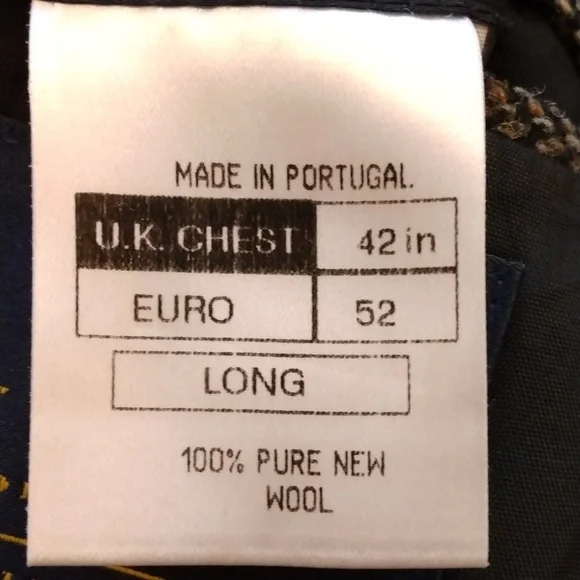 MADE IN PORTUGAL.
U.K. CHEST 42 in
EURO 52
LONG
100% PURE NEW
WOOL